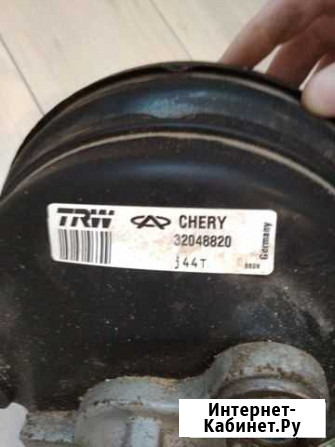 TRW CHERY
32048820
j44T
Germany
Интернет-
Кабинет.Ру